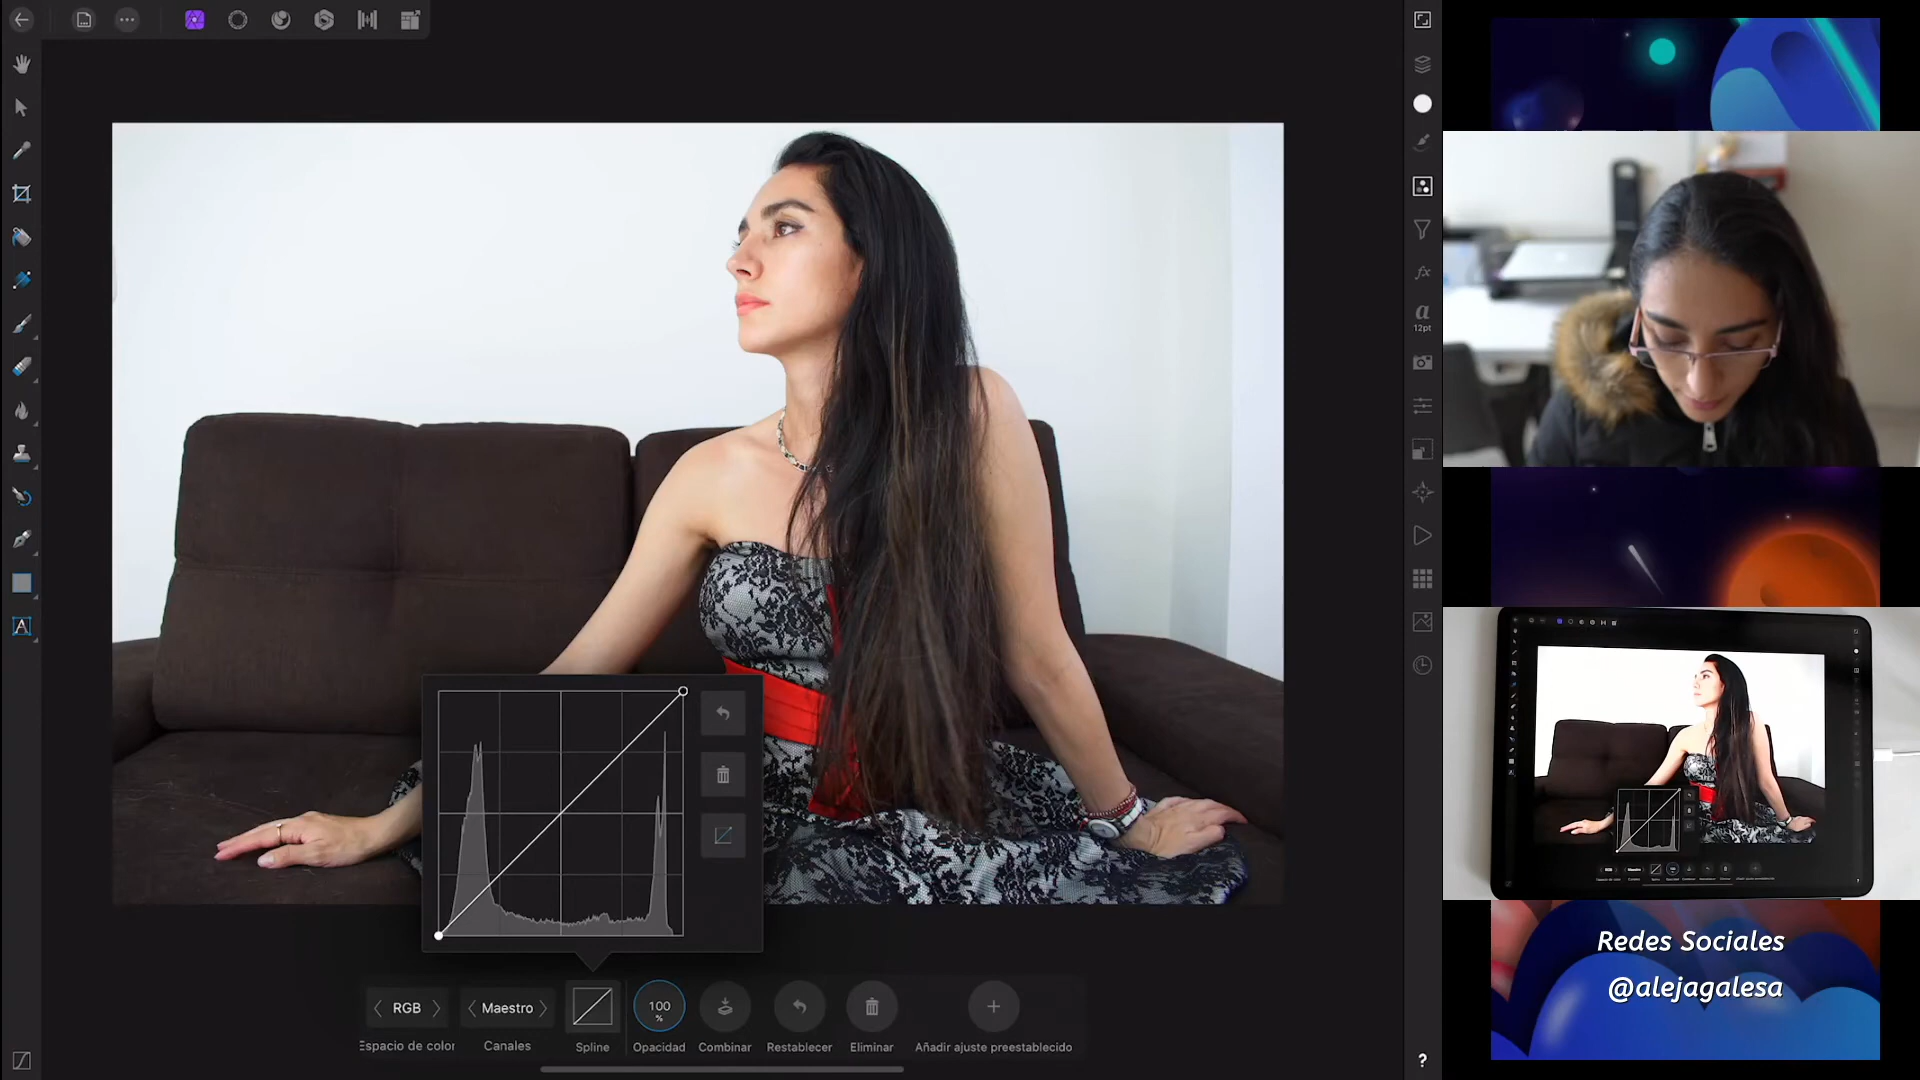 fx
a
12pt
A
RGB
Maestro
100
%
Espacio de color
Canales
Spline
Opacidad
Combinar
Restablecer
Eliminar
Añadir ajuste preestablecido
?
Redes Sociales
@alejagalesa